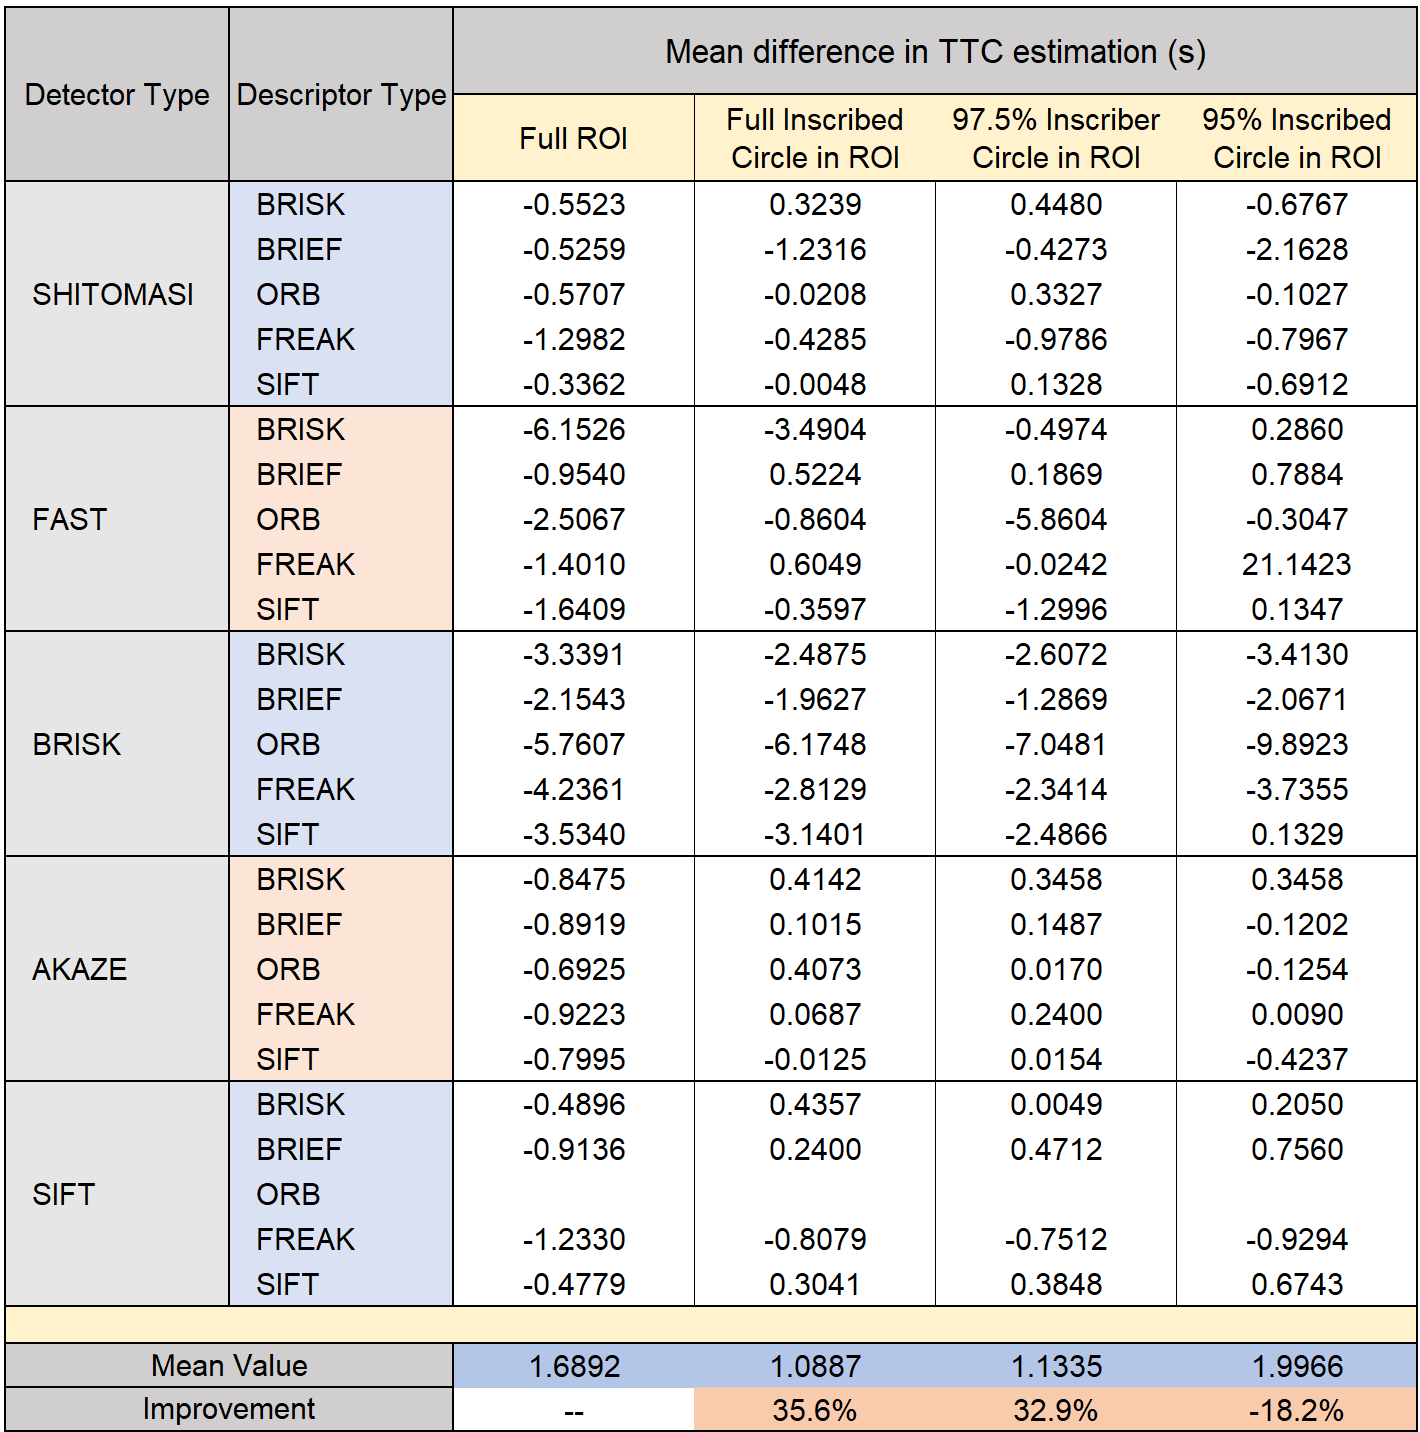 Mean difference in TTC estimation (s)
Detector Type Descriptor Type
Full ROI Full Inscribed Circle in ROI 97.5% Inscriber Circle in ROI 95% Inscribed Circle in ROI
SHITOMASI
BRISK -0.5523 0.3239 0.4480 -0.6767
BRIEF -0.5259 -1.2316 -0.4273 -2.1628
ORB -0.5707 -0.0208 0.3327 -0.1027
FREAK -1.2982 -0.4285 -0.9786 -0.7967
SIFT -0.3362 -0.0048 0.1328 -0.6912
FAST
BRISK -6.1526 -3.4904 -0.4974 0.2860
BRIEF -0.9540 0.5224 0.1869 0.7884
ORB -2.5067 -0.8604 -5.8604 -0.3047
FREAK -1.4010 0.6049 -0.0242 21.1423
SIFT -1.6409 -0.3597 -1.2996 0.1347
BRISK
BRISK -3.3391 -2.4875 -2.6072 -3.4130
BRIEF -2.1543 -1.9627 -1.2869 -2.0671
ORB -5.7607 -6.1748 -7.0481 -9.8923
FREAK -4.2361 -2.8129 -2.3414 -3.7355
SIFT -3.5340 -3.1401 -2.4866 0.1329
AKAZE
BRISK -0.8475 0.4142 0.3458 0.3458
BRIEF -0.8919 0.1015 0.1487 -0.1202
ORB -0.6925 0.4073 0.0170 -0.1254
FREAK -0.9223 0.0687 0.2400 0.0090
SIFT -0.7995 -0.0125 0.0154 -0.4237
SIFT
BRISK -0.4896 0.4357 0.0049 0.2050
BRIEF -0.9136 0.2400 0.4712 0.7560
ORB
FREAK -1.2330 -0.8079 -0.7512 -0.9294
SIFT -0.4779 0.3041 0.3848 0.6743
Mean Value 1.6892 1.0887 1.1335 1.9966
Improvement -- 35.6% 32.9% -18.2%